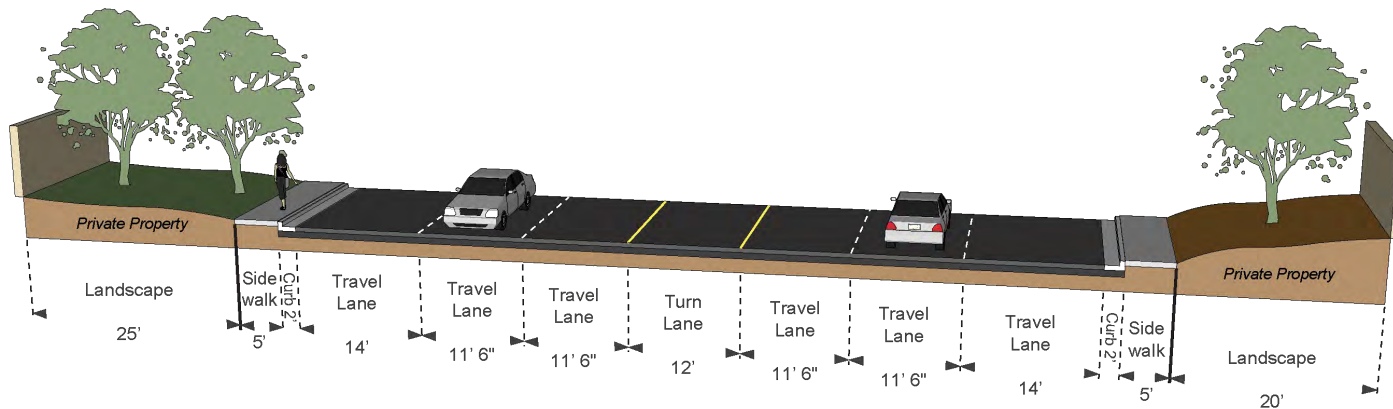 Private Property
Private Property
Landscape
25'
Side
walk
5'
Curb 2'
Travel
Lane
14'
Travel
Lane
11' 6"
Travel
Lane
11' 6"
Turn
Lane
12'
Travel
Lane
11' 6"
Travel
Lane
11' 6"
Travel
Lane
14'
Curb 2'
Side
walk
5'
Landscape
20'